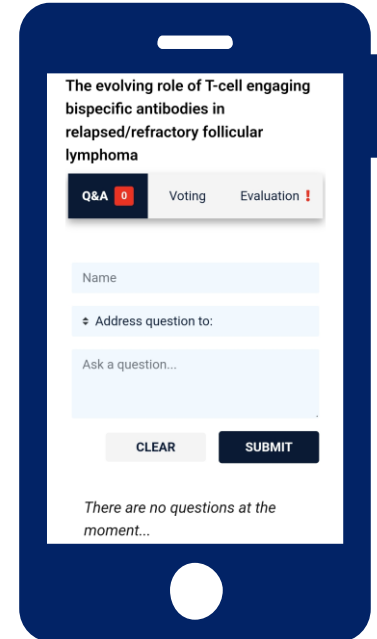 The evolving role of T-cell engaging
bispecific antibodies in
relapsed/refractory follicular
lymphoma
Q&A 0 Voting Evaluation !
Name
Address question to:
Ask a question...
CLEAR SUBMIT
There are no questions at the
moment...